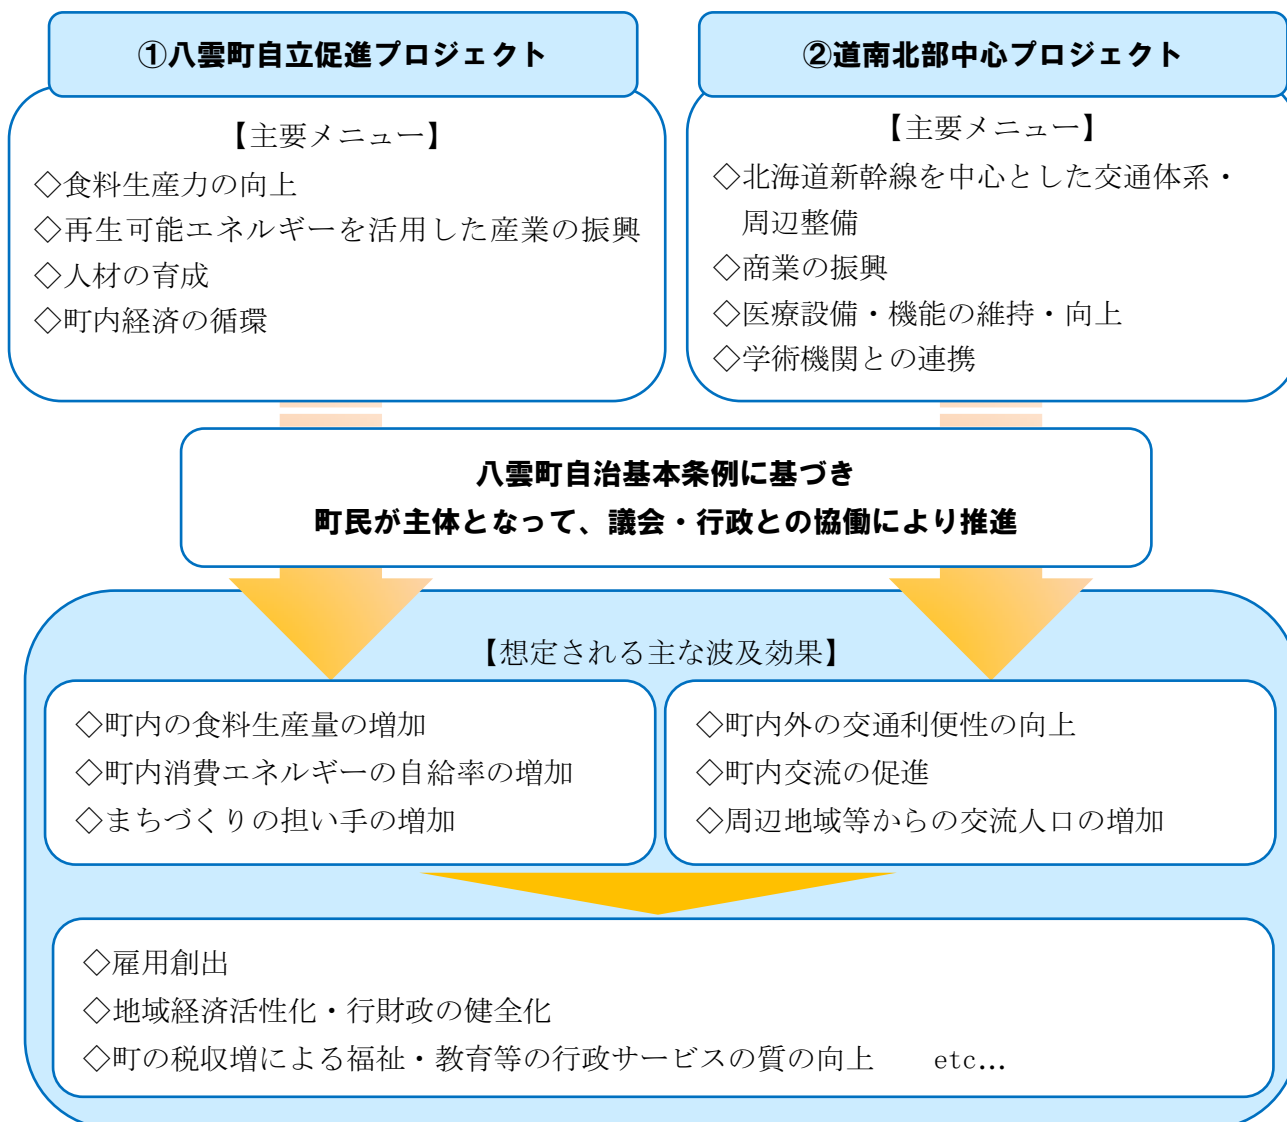 ①八雲町自立促進プロジェクト
【主要メニュー】
◇食料生産力の向上
◇再生可能エネルギーを活用した産業の振興
◇人材の育成
◇町内経済の循環
②道南北部中心プロジェクト
【主要メニュー】
◇北海道新幹線を中心とした交通体系・
周辺整備
◇商業の振興
◇医療設備・機能の維持・向上
◇学術機関との連携
八雲町自治基本条例に基づき
町民が主体となって、議会・行政との協働により推進
【想定される主な波及効果】
◇町内の食料生産量の増加
◇町内消費エネルギーの自給率の増加
◇まちづくりの担い手の増加
◇町内外の交通利便性の向上
◇町内交流の促進
◇周辺地域等からの交流人口の増加
◇雇用創出
◇地域経済活性化・行財政の健全化
◇町の税収増による福祉・教育等の行政サービスの質の向上　　etc…